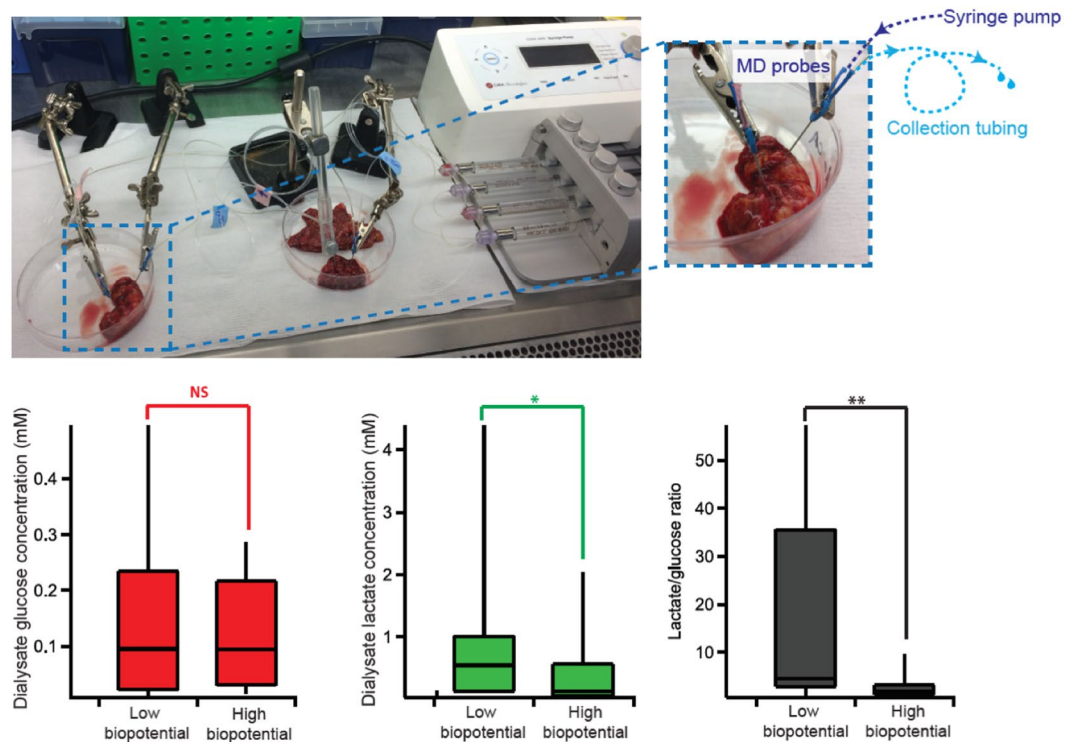 Syringe pump
MD probes
Collection tubing
NS
Dialysate glucose concentration (mM)
0.4
0.3
0.2
0.1
Low
biopotential
High
biopotential
*
Dialysate lactate concentration (mM)
4
3
2
1
Low
biopotential
High
biopotential
**
Lactate/glucose ratio
50
40
30
20
10
Low
biopotential
High
biopotential